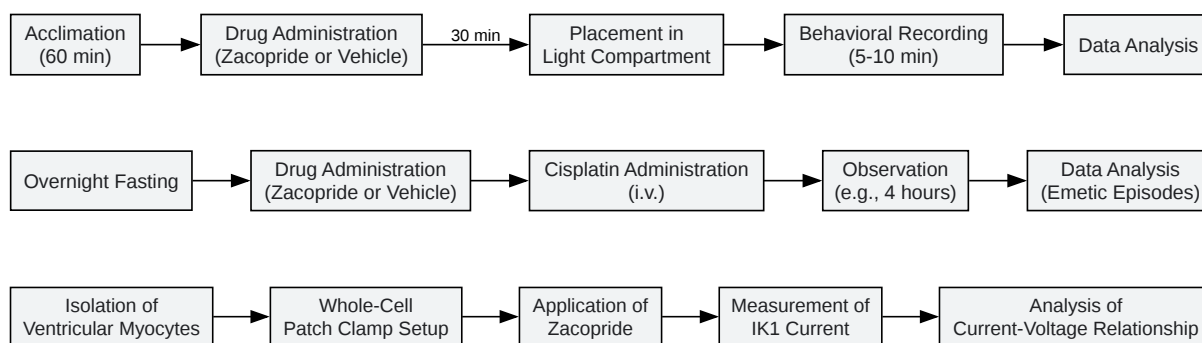 Acclimation
(60 min)
Drug Administration
(Zacopride or Vehicle)
30 min
Placement in
Light Compartment
Behavioral Recording
(5-10 min)
Data Analysis
Overnight Fasting
Drug Administration
(Zacopride or Vehicle)
Cisplatin Administration
(i.v.)
Observation
(e.g., 4 hours)
Data Analysis
(Emetic Episodes)
Isolation of
Ventricular Myocytes
Whole-Cell
Patch Clamp Setup
Application of
Zacopride
Measurement of
IK1 Current
Analysis of
Current-Voltage Relationship